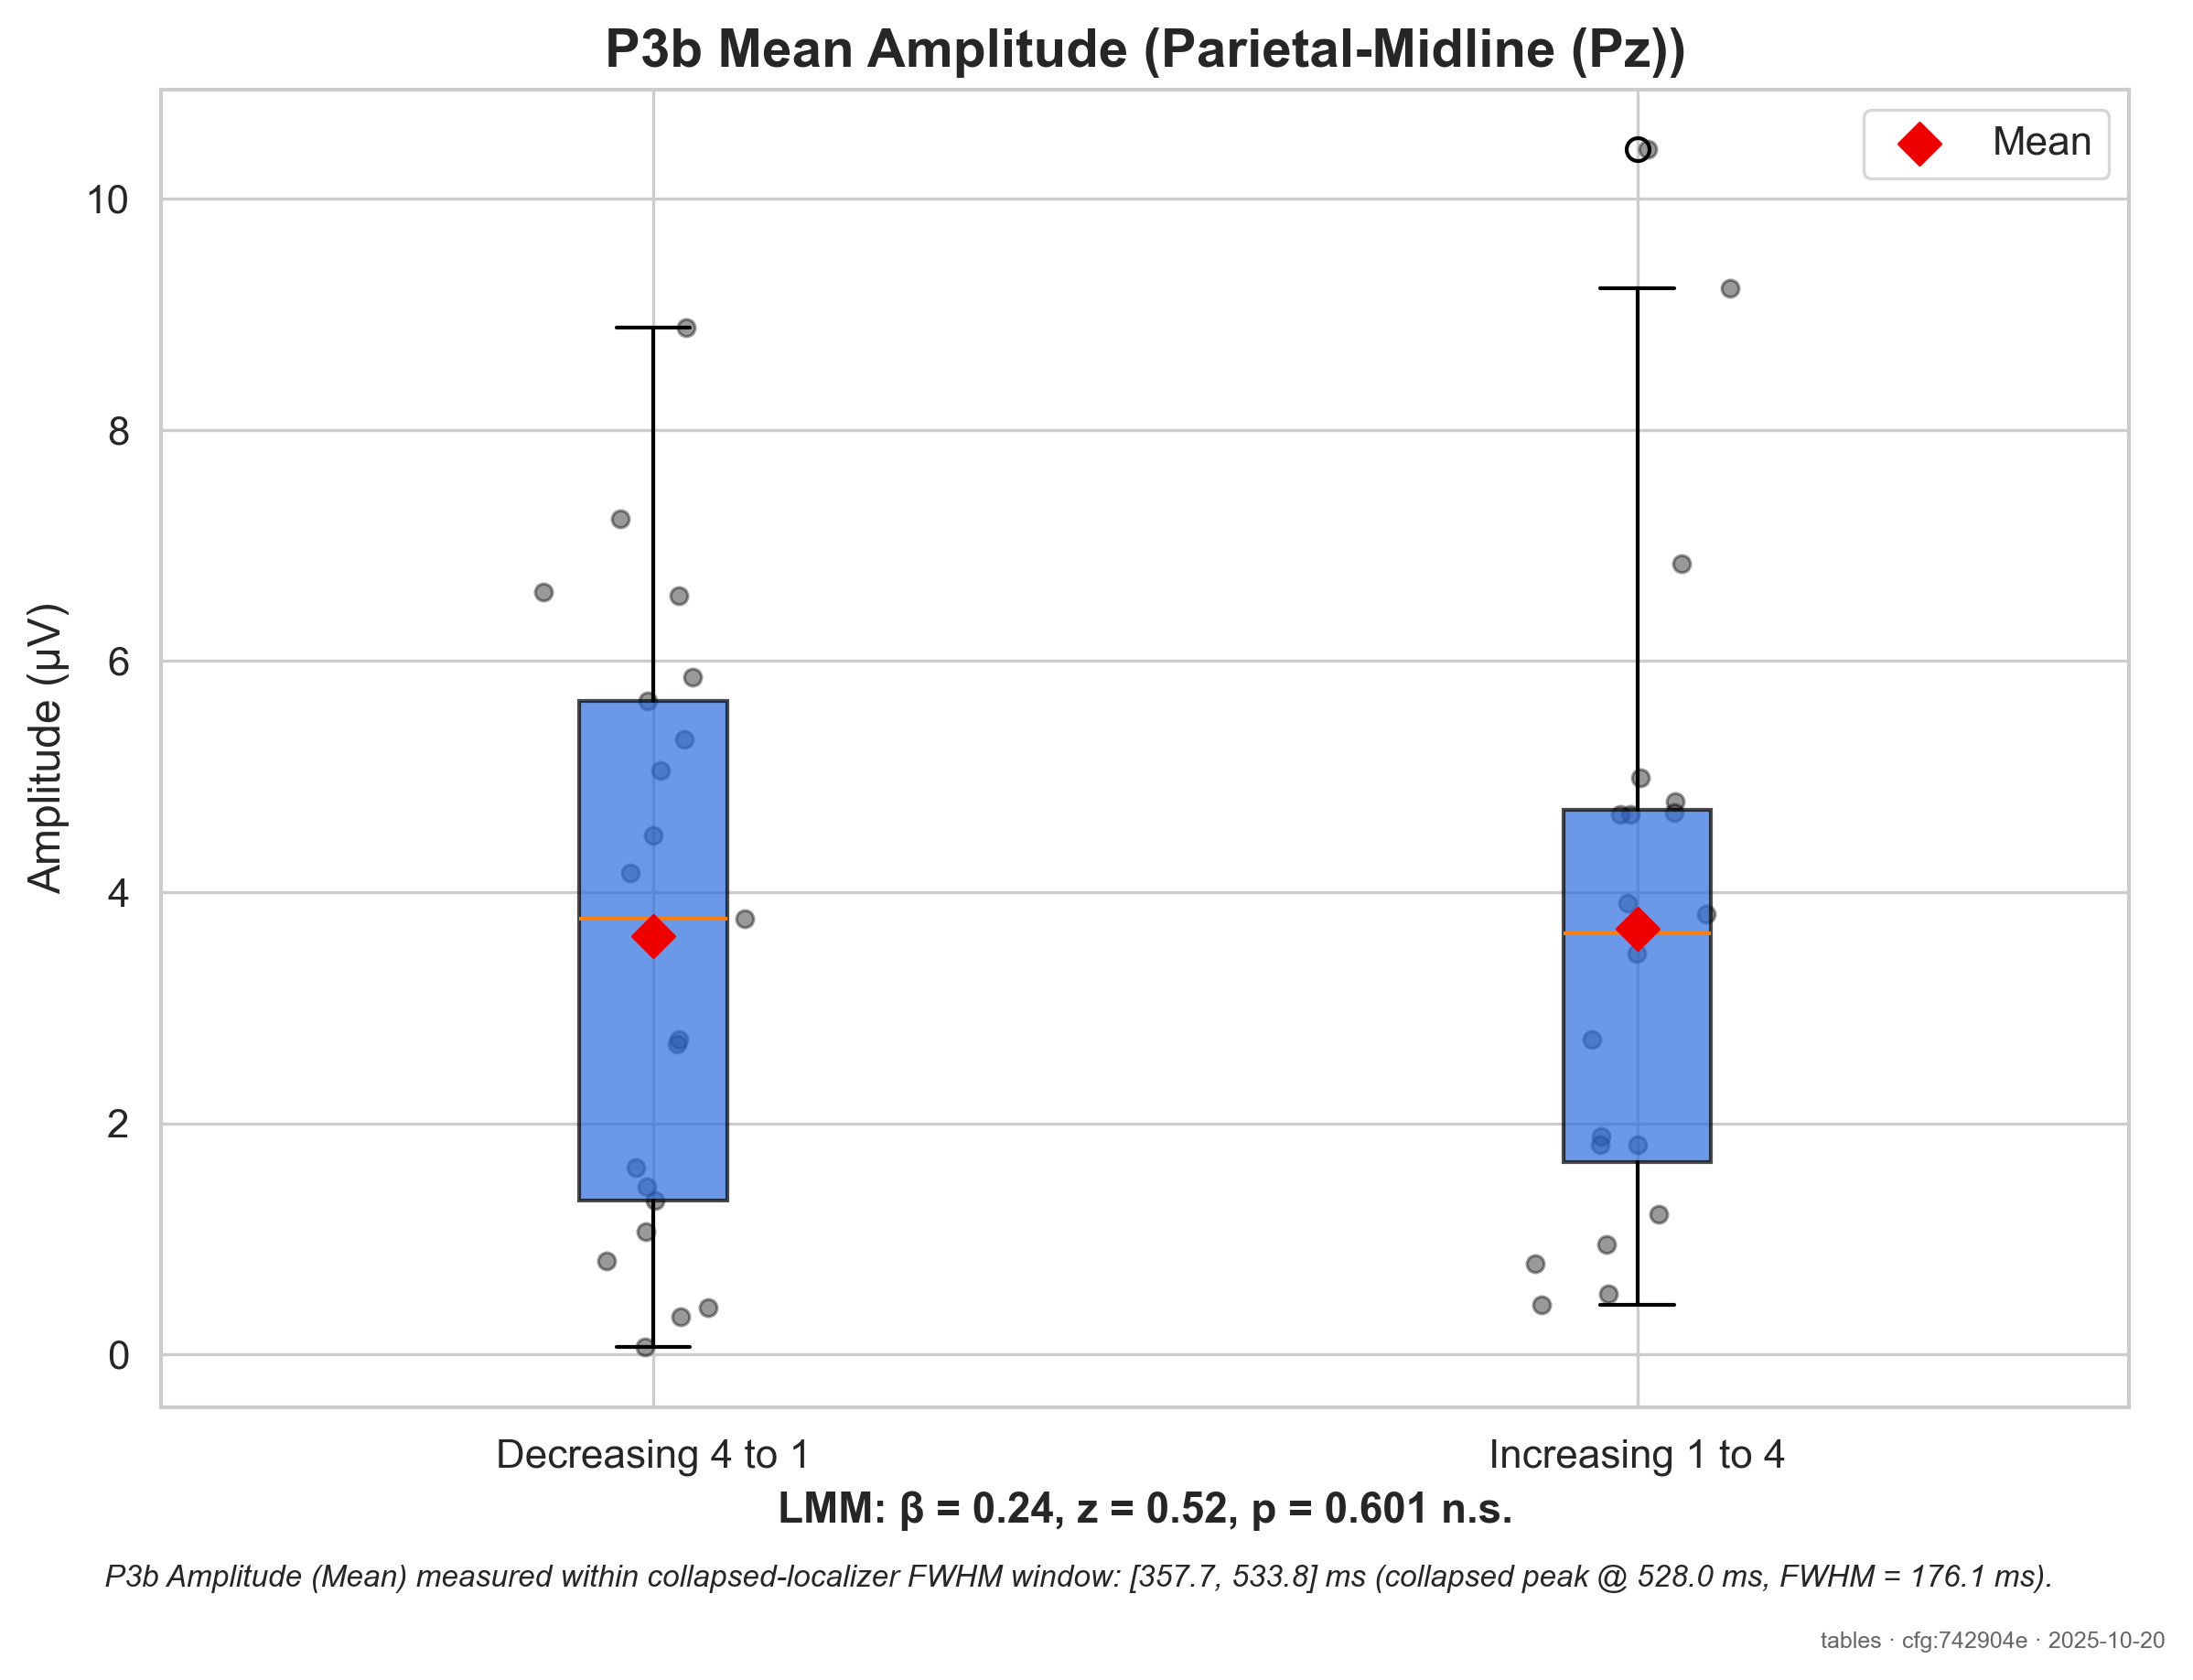 P3b Mean Amplitude (Parietal-Midline (Pz))
Mean
Amplitude (µV)
10
8
6
4
2
0
Decreasing 4 to 1
Increasing 1 to 4
LMM: β = 0.24, z = 0.52, p = 0.601 n.s.
P3b Amplitude (Mean) measured within collapsed-localizer FWHM window: [357.7, 533.8] ms (collapsed peak @ 528.0 ms, FWHM = 176.1 ms).
tables · cfg:742904e · 2025-10-20